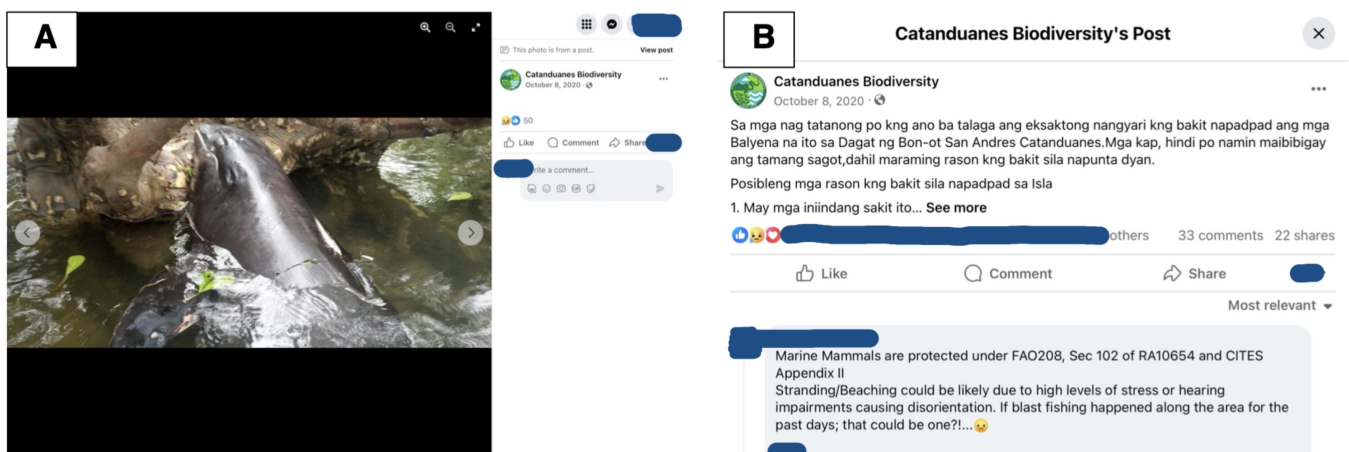 A
This photo is from a post.
View post
Catanduanes Biodiversity
October 8, 2020
50
Like
Comment
Share
rite a comment...
B
Catanduanes Biodiversity's Post
Catanduanes Biodiversity
October 8, 2020
Sa mga nag tatanong po kng ano ba talaga ang eksaktong nangyari kng bakit napadpad ang mga
Balyena na ito sa Dagat ng Bon-ot San Andres Catanduanes.Mga kap, hindi po namin maibibigay
ang tamang sagot,dahil maraming rason kng bakit sila napunta dyan.
Posibleng mga rason kng bakit sila napadpad sa Isla
1. May mga iniindang sakit ito... See more
others
33 comments
22 shares
Like
Comment
Share
Most relevant
Marine Mammals are protected under FAO208, Sec 102 of RA10654 and CITES
Appendix II
Stranding/Beaching could be likely due to high levels of stress or hearing
impairments causing disorientation. If blast fishing happened along the area for the
past days; that could be one?!...